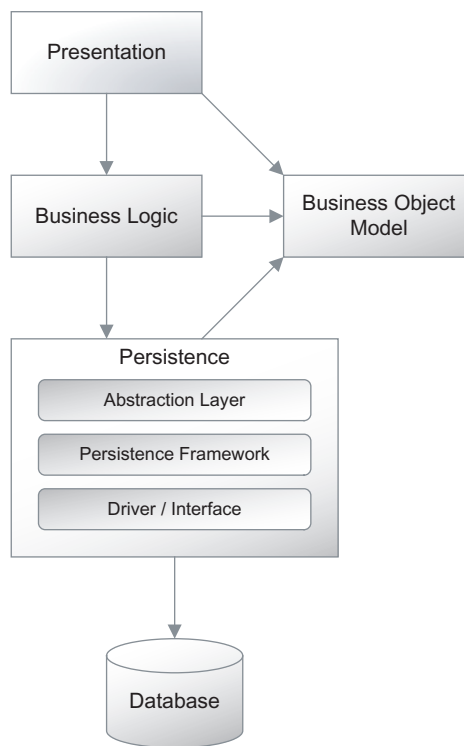 Presentation
Business Logic
Business Object
Model
Persistence
Abstraction Layer
Persistence Framework
Driver / Interface
Database